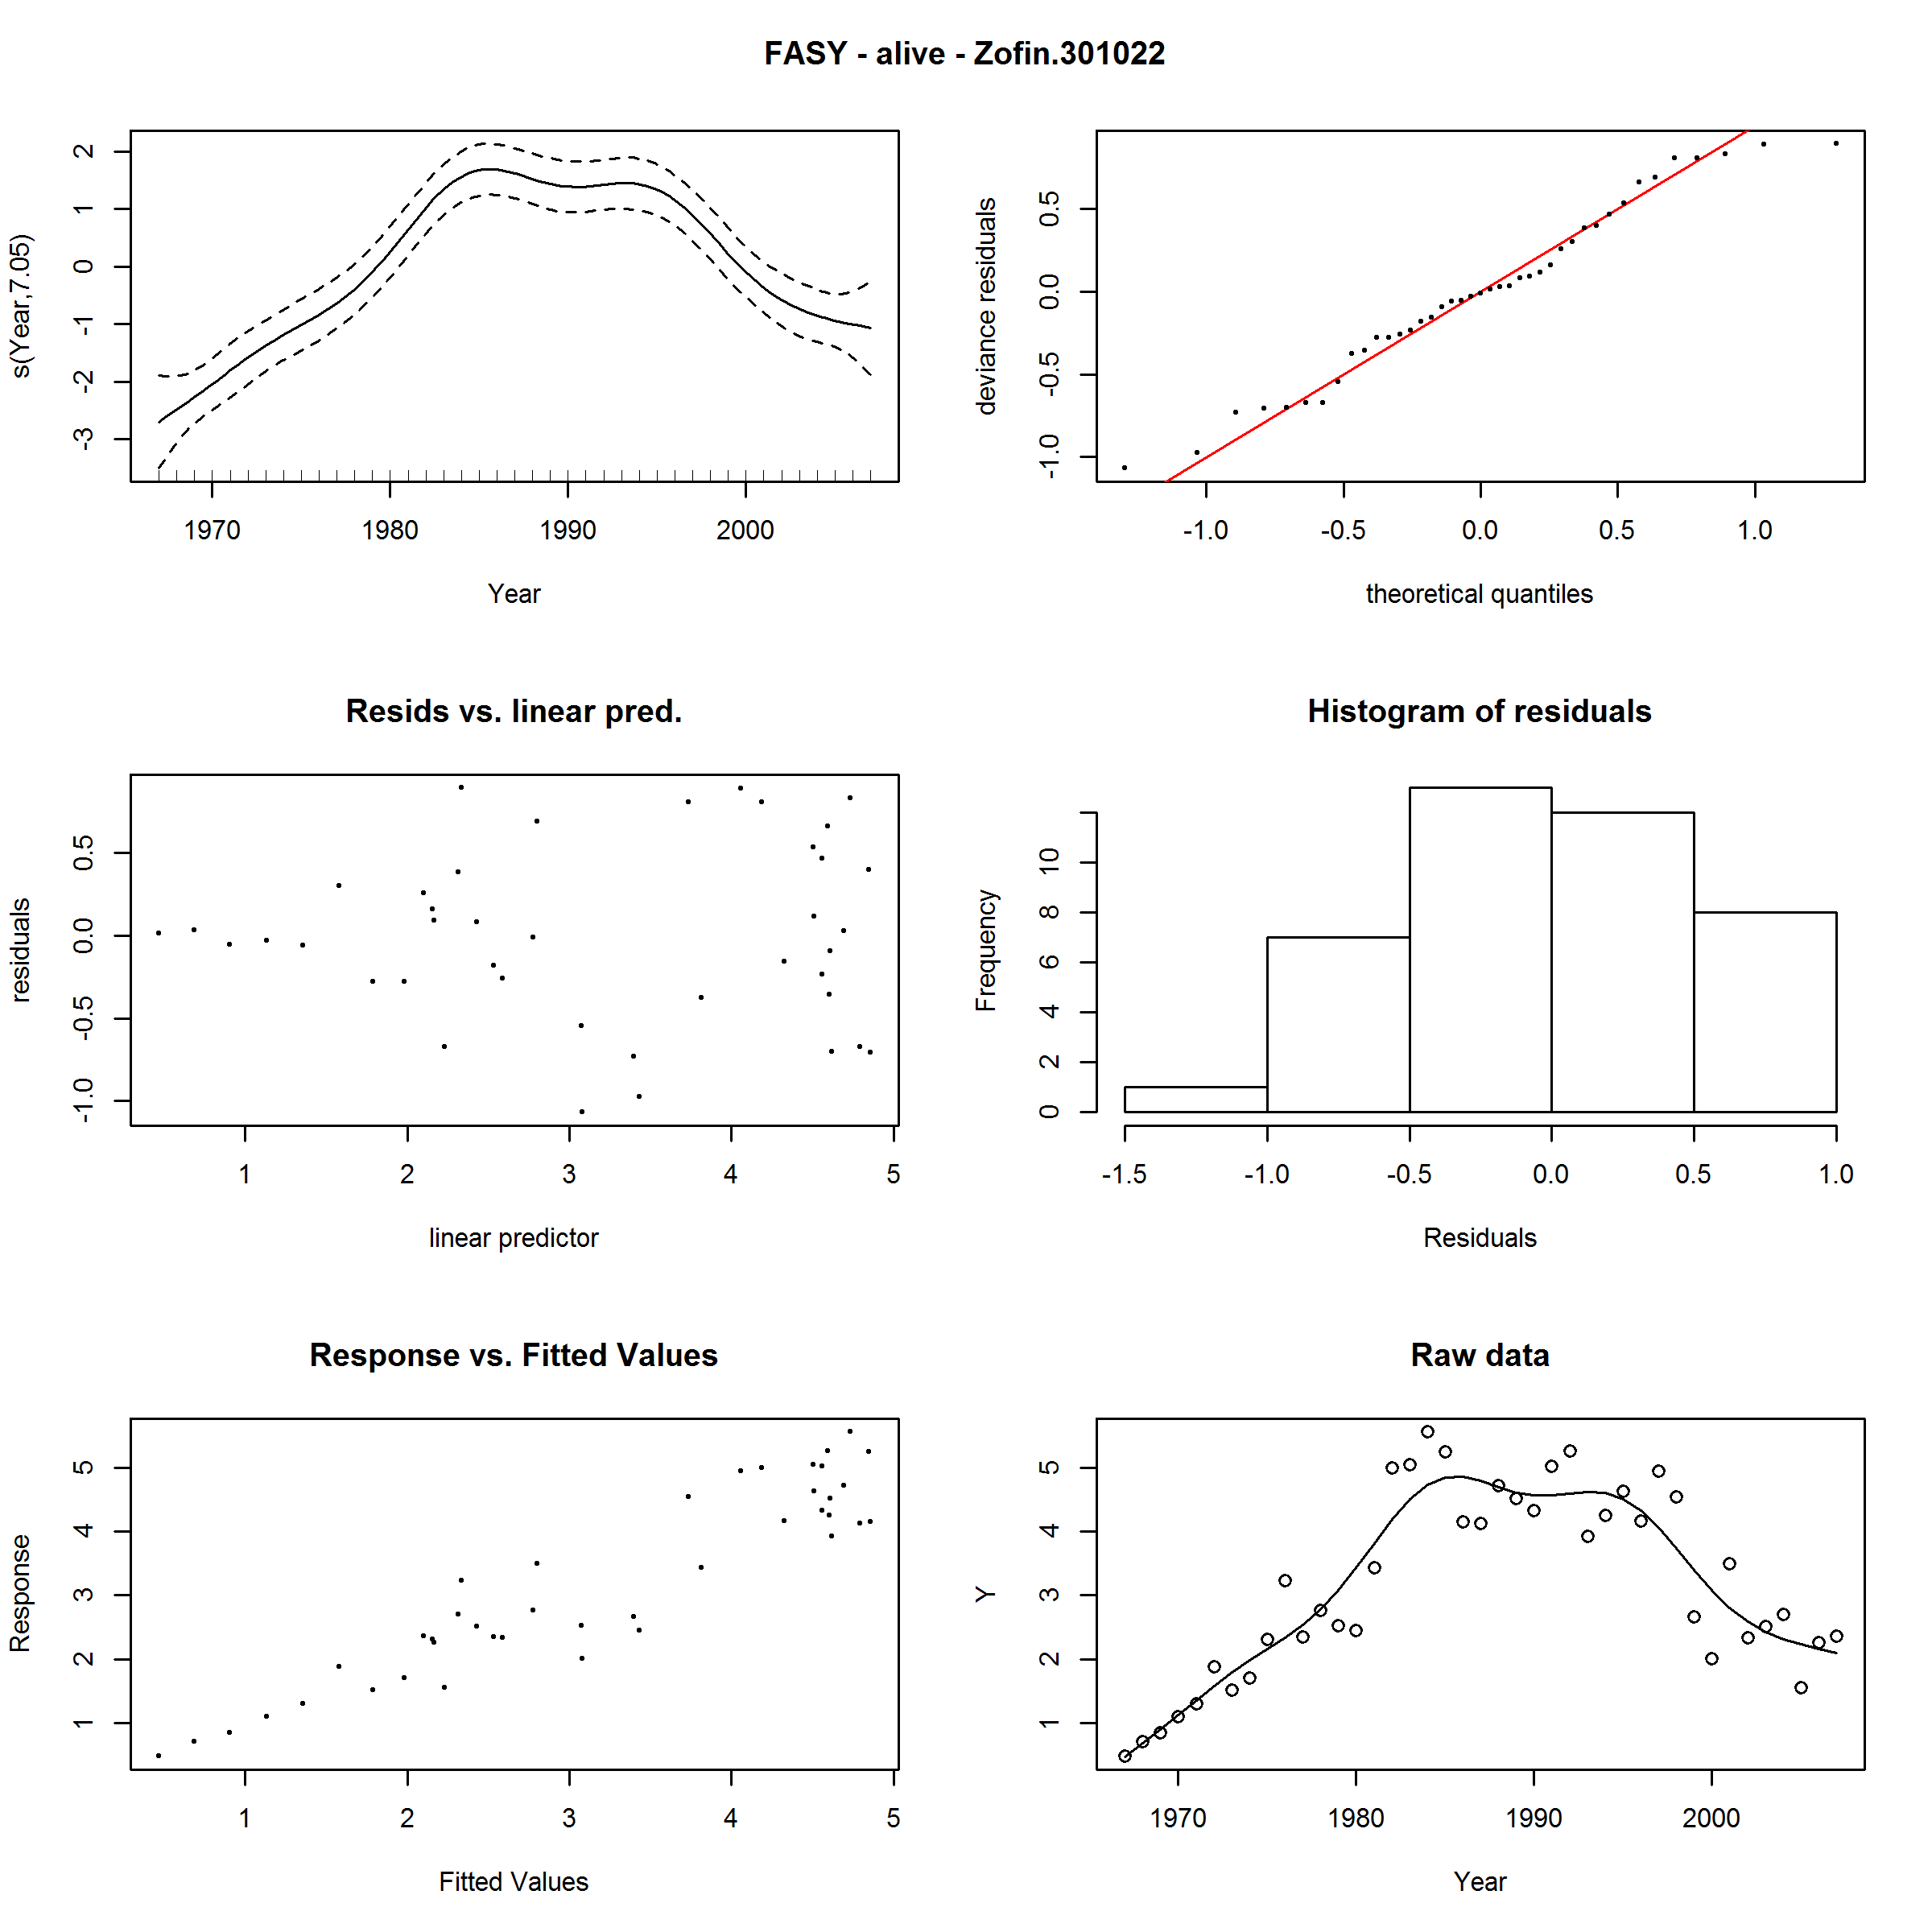 FASY - alive - Zofin.301022
s(Year,7.05)
2
1
0
-1
-2
-3
1970 1980 1990 2000
Year
deviance residuals
0.5
0.0
-0.5
-1.0
-1.0 -0.5 0.0 0.5 1.0
theoretical quantiles
Resids vs. linear pred.
residuals
0.5
0.0
-0.5
-1.0
1 2 3 4 5
linear predictor
Histogram of residuals
Frequency
10
8
6
4
2
0
-1.5 -1.0 -0.5 0.0 0.5 1.0
Residuals
Response vs. Fitted Values
Response
5
4
3
2
1
1 2 3 4 5
Fitted Values
Raw data
Y
5
4
3
2
1
1970 1980 1990 2000
Year